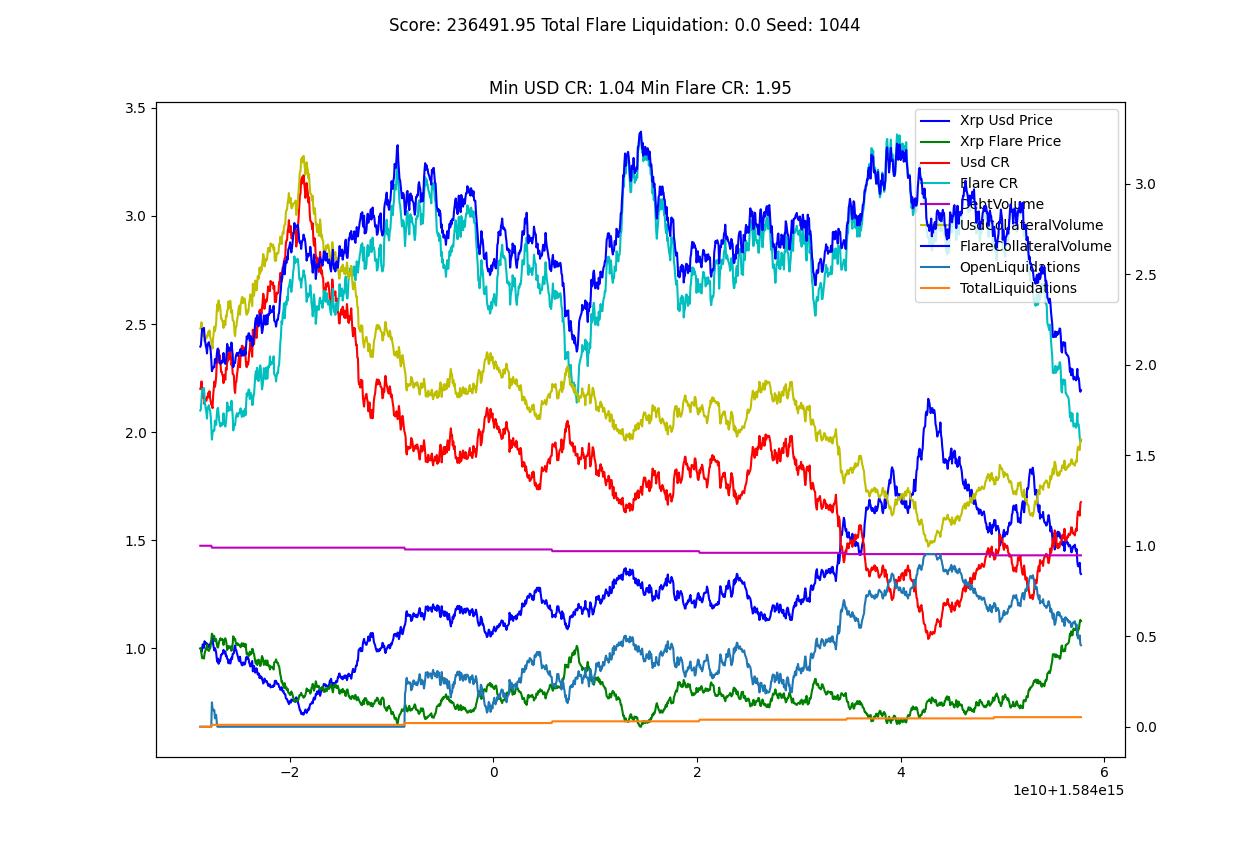 Score: 236491.95 Total Flare Liquidation: 0.0 Seed: 1044
Min USD CR: 1.04 Min Flare CR: 1.95
3.5
3.0
2.5
2.0
1.5
1.0
Xrp Usd Price
Xrp Flare Price
Usd CR
Flare CR
DebtVolume
UsdCollateralVolume
FlareCollateralVolume
OpenLiquidations
TotalLiquidations
3.0
2.5
2.0
1.5
1.0
0.5
0.0
−2 0 2 4 6
1e10+1.584e15